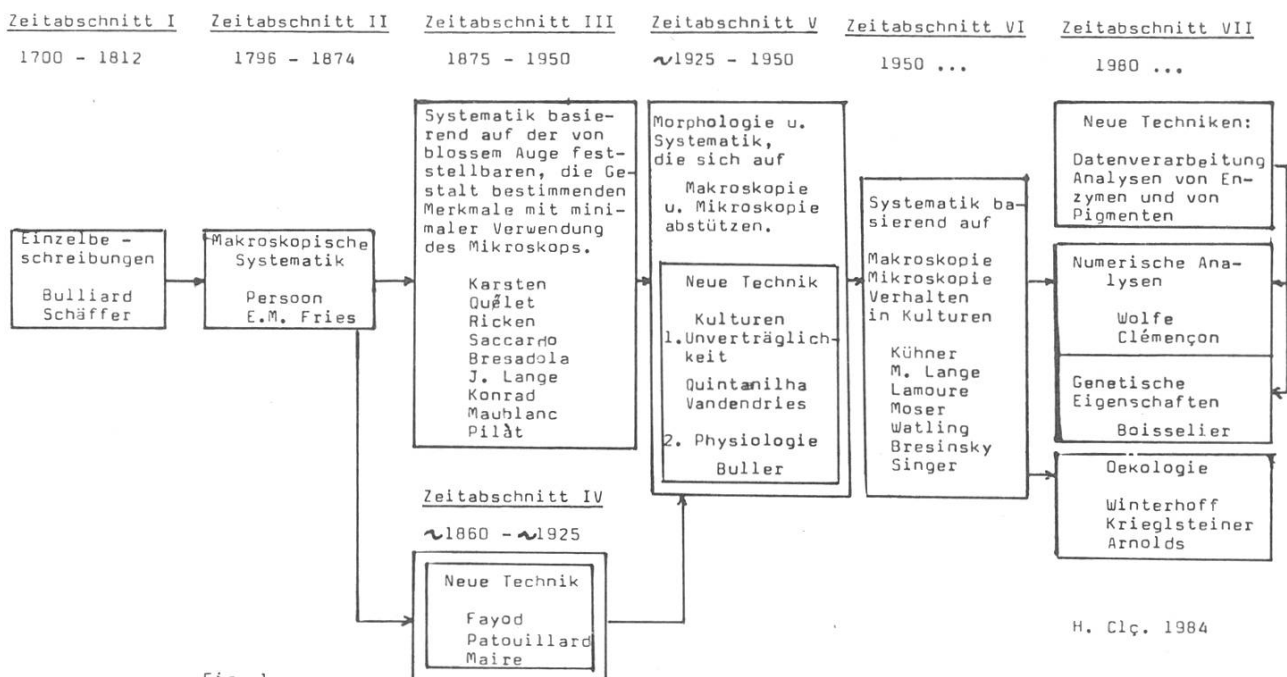 Zeitabschnitt I
1700 - 1812
Einzelbe -
schreibungen
Bulliard
Schäffer
Zeitabschnitt II
1796 - 1874
Makroskopische
Systematik
Persoon
E.M. Fries
Zeitabschnitt III
1875 - 1950
Systematik basie-
rend auf der von
blossem Auge fest-
stellbaren, die Ge-
stalt bestimmenden
Merkmale mit mini-
maler Verwendung
des Mikroskops.
Karsten
Quélet
Ricken
Saccardo
Bresadola
J. Lange
Konrad
Maublanc
Pilàt
Zeitabschnitt IV
~1860 - ~1925
Neue Technik
Fayod
Patouillard
Maire
Zeitabschnitt V
~1925 - 1950
Morphologie u.
Systematik,
die sich auf
Makroskopie
u. Mikroskopie
abstützen.
Neue Technik
Kulturen
1. Unverträglich-
keit
Quintanilha
Vandendries
2. Physiologie
Buller
Zeitabschnitt VI
1950 ...
Systematik ba-
sierend auf
Makroskopie
Mikroskopie
Verhalten
in Kulturen
Kühner
M. Lange
Lamoure
Moser
Watling
Bresinsky
Singer
Zeitabschnitt VII
1980 ...
Neue Techniken:
Datenverarbeitung
Analysen von En-
zymen und von
Pigmenten
Numerische Ana-
lysen
Wolfe
Clémençon
Genetische
Eigenschaften
Boisselier
Oekologie
Winterhoff
Krieglsteiner
Arnolds
H. Clç. 1984